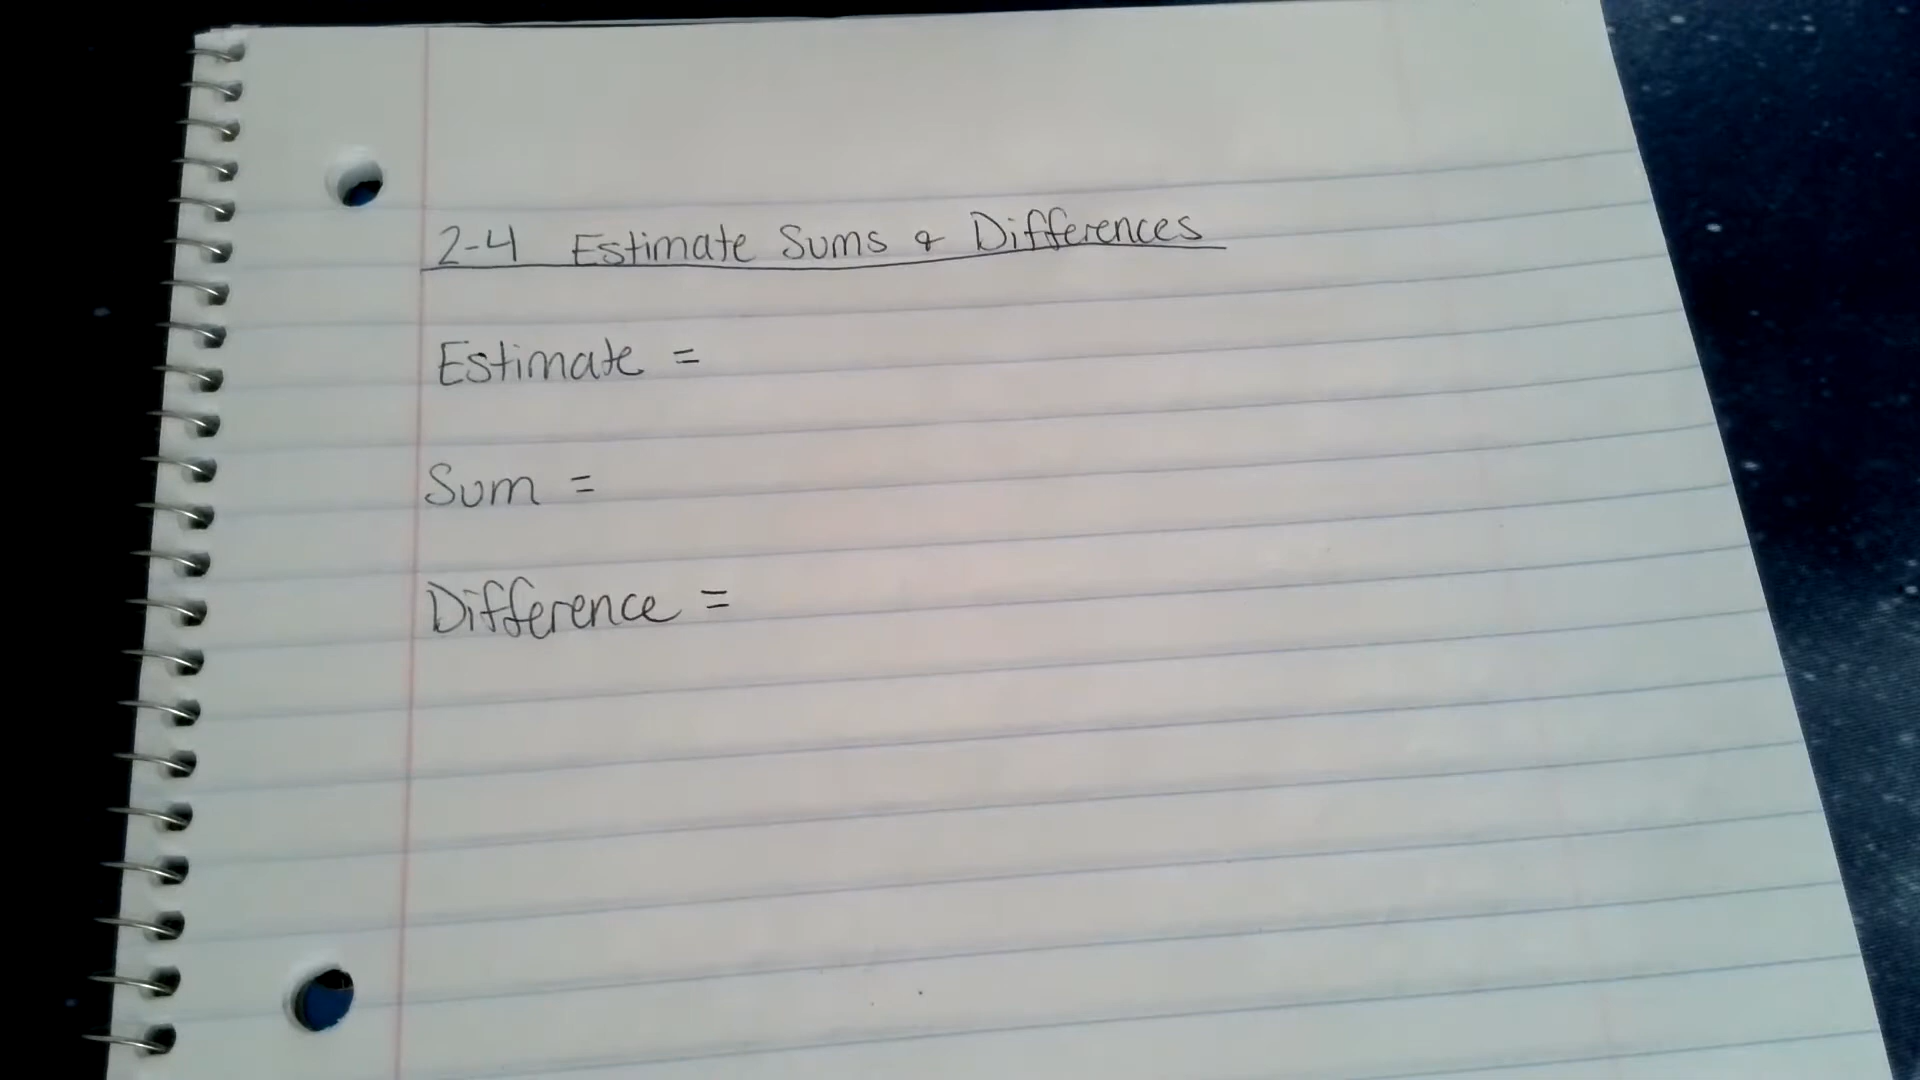 2-4 Estimate Sums & Differences
Estimate =
Sum =
Difference =